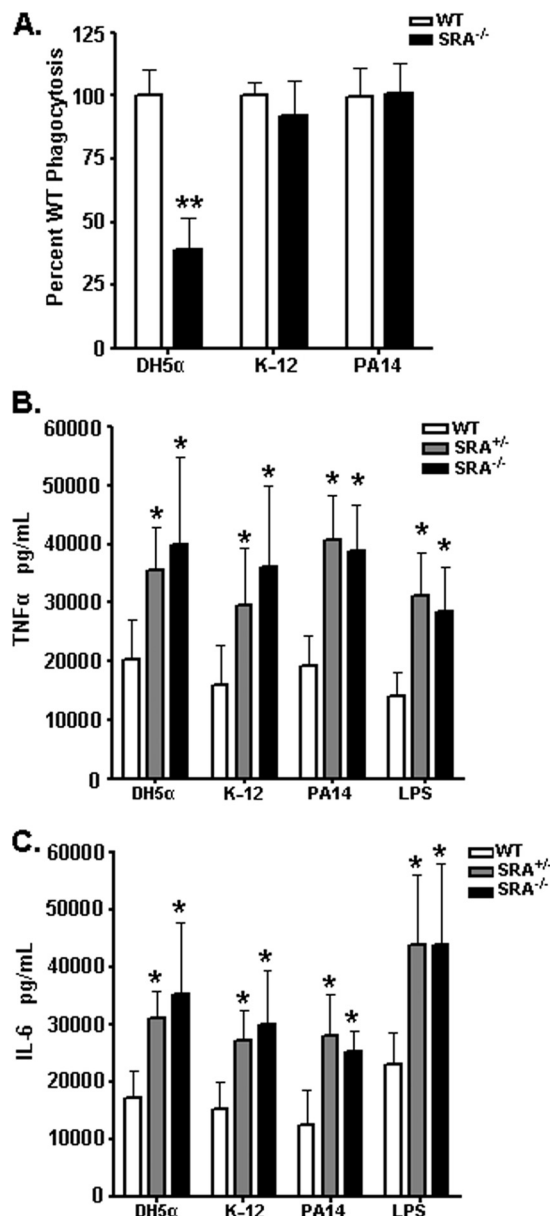 A.
WT
SRA-/-
Percent WT Phagocytosis
125
100
75
50
25
0
**
DH5α
K-12
PA14
B.
WT
SRA+/-
SRA-/-
TNFα pg/mL
60000
50000
40000
30000
20000
10000
0
* * * * * * * *
DH5α
K-12
PA14
LPS
C.
WT
SRA+/-
SRA-/-
IL-6 pg/mL
60000
50000
40000
30000
20000
10000
0
* * * * * * * *
DH5α
K-12
PA14
LPS